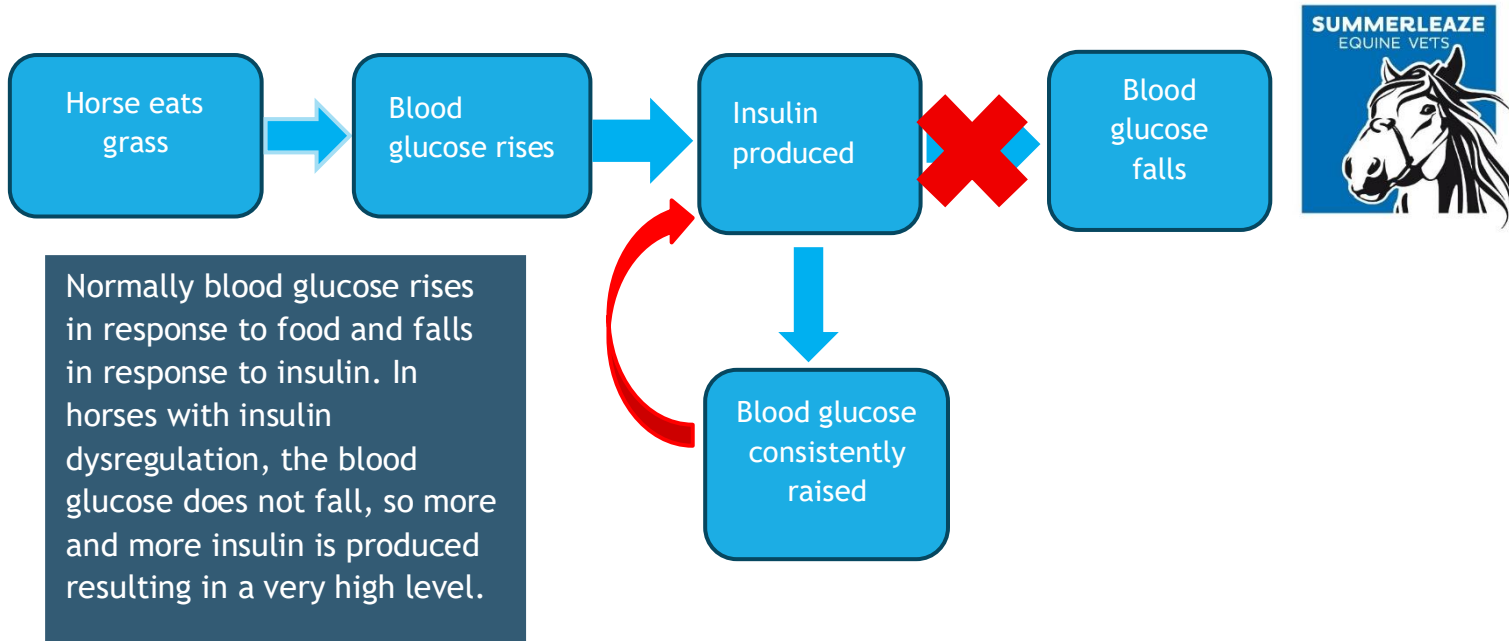 SUMMERLEAZE
EQUINE VETS
Horse eats
grass
Blood
glucose rises
Insulin
produced
Blood
glucose
falls
Normally blood glucose rises
in response to food and falls
in response to insulin. In
horses with insulin
dysregulation, the blood
glucose does not fall, so more
and more insulin is produced
resulting in a very high level.
Blood glucose
consistently
raised